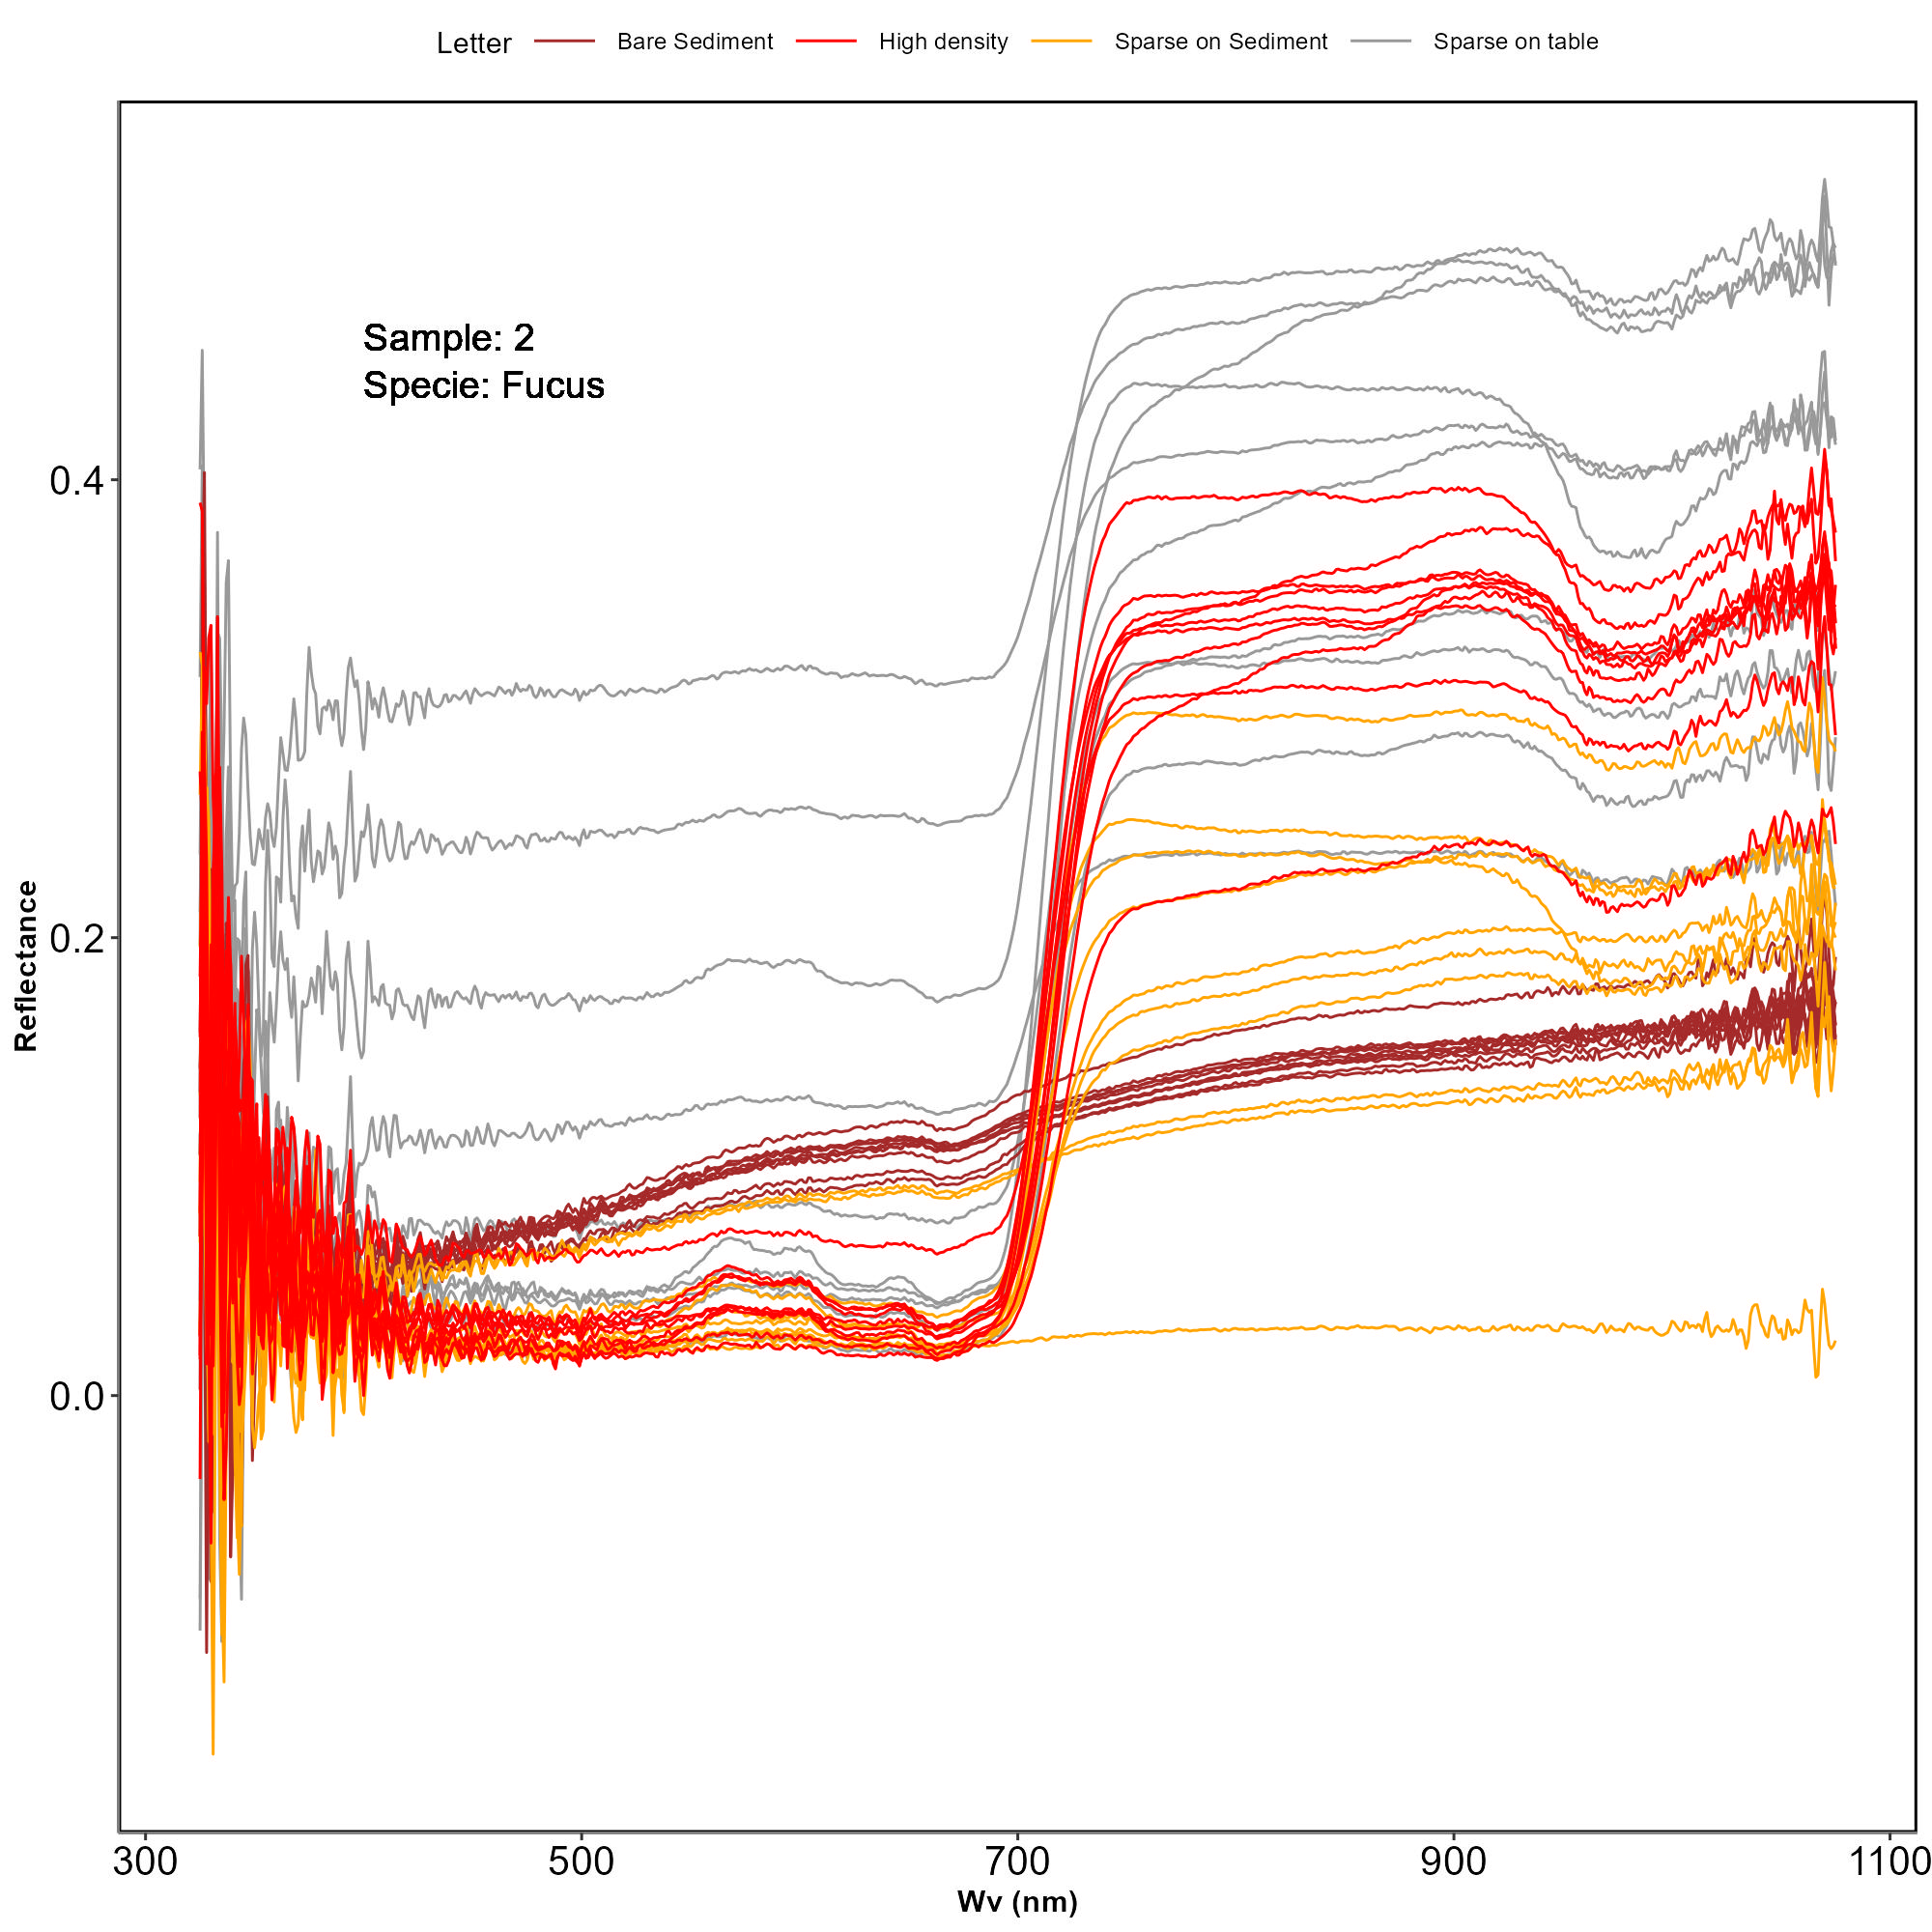 Letter Bare Sediment High density Sparse on Sediment Sparse on table
Sample: 2
Specie: Fucus
0.4
0.2
0.0
Reflectance
300 500 700 900 1100
Wv (nm)